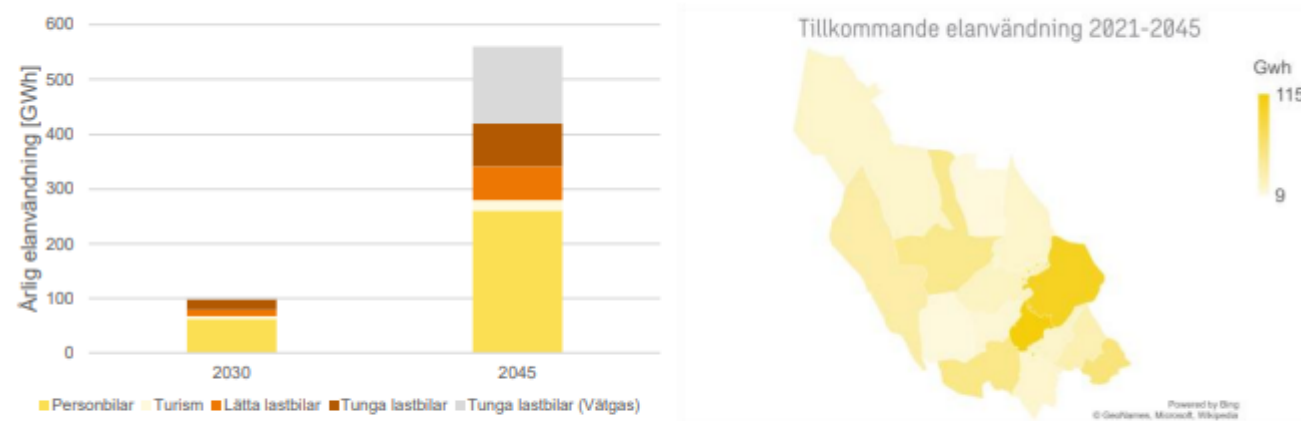 Årlig elanvändning [GWh]
600
500
400
300
200
100
0
2030 2045
Personbilar Turism Lätta lastbilar Tunga lastbilar Tunga lastbilar (Vätgas)
Tillkommande elanvändning 2021-2045
Gwh
115
9
Powered by Bing
© GeoNames, Microsoft, Wikipedia